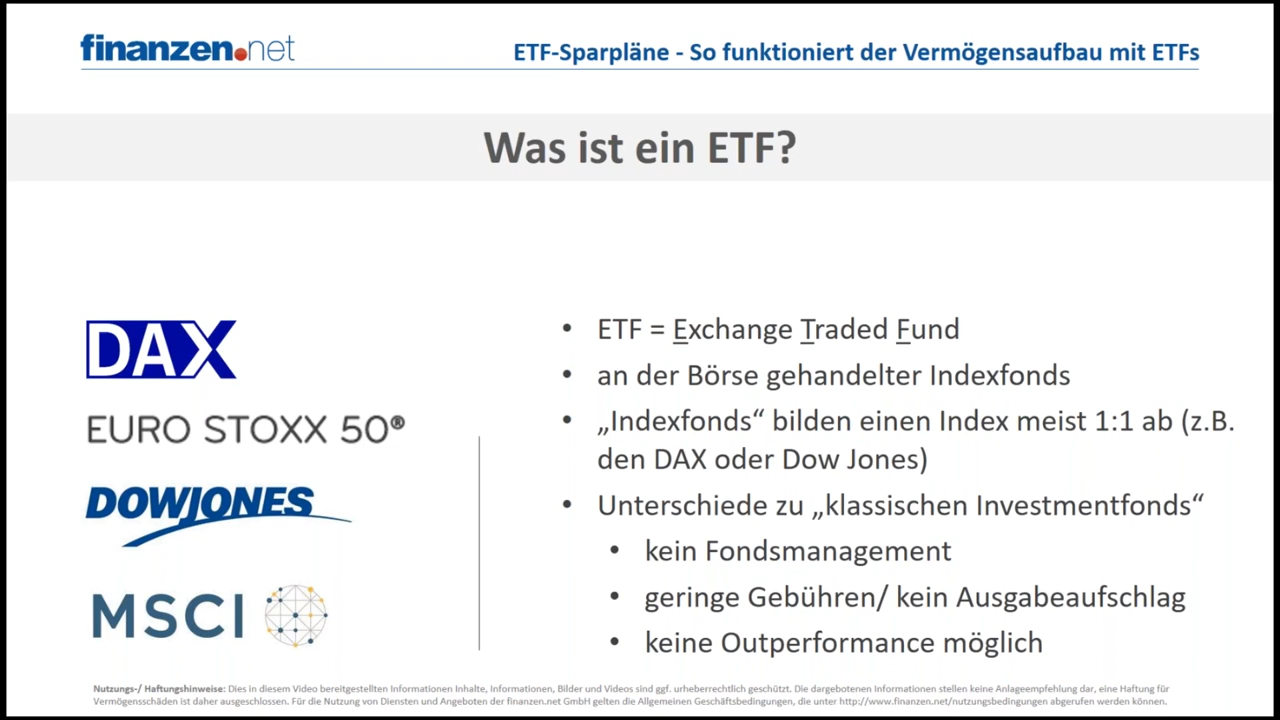 finanzen.net
ETF-Sparpläne - So funktioniert der Vermögensaufbau mit ETFs
Was ist ein ETF?
DAX
EURO STOXX 50®
DOWJONES
MSCI
• ETF = Exchange Traded Fund
• an der Börse gehandelter Indexfonds
• „Indexfonds“ bilden einen Index meist 1:1 ab (z.B.
den DAX oder Dow Jones)
• Unterschiede zu „klassischen Investmentfonds“
• kein Fondsmanagement
• geringe Gebühren/ kein Ausgabeaufschlag
• keine Outperformance möglich
Nutzungs-/ Haftungshinweise: Dies in diesem Video bereitgestellten Informationen Inhalte, Informationen, Bilder und Videos sind ggf. urheberrechtlich geschützt. Die dargebotenen Informationen stellen keine Anlageempfehlung dar, eine Haftung für
Vermögensschäden ist daher ausgeschlossen. Für die Nutzung von Diensten und Angeboten der finanzen.net GmbH gelten die Allgemeinen Geschäftsbedingungen, die unter http://www.finanzen.net/nutzungsbedingungen abgerufen werden können.